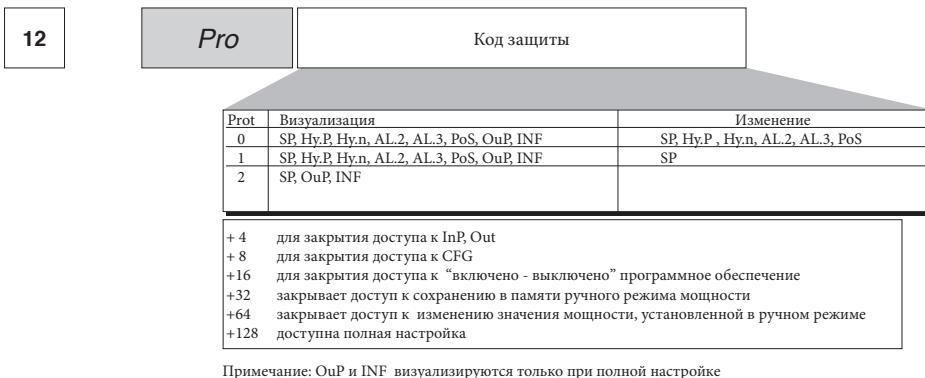 12
Pro
Код защиты
Prot Визуализация Изменение
0 SP, Hy.P, Hy.n, AL.2, AL.3, PoS, OuP, INF SP, Hy.P , Hy.n, AL.2, AL.3, PoS
1 SP, Hy.P, Hy.n, AL.2, AL.3, PoS, OuP, INF SP
2 SP, OuP, INF
+ 4 для закрытия доступа к InP, Out
+ 8 для закрытия доступа к CFG
+16 для закрытия доступа к “включено - выключено” программное обеспечение
+32 закрывает доступ к сохранению в памяти ручного режима мощности
+64 закрывает доступ к изменению значения мощности, установленной в ручном режиме
+128 доступна полная настройка
Примечание: OuP и INF визуализируются только при полной настройке